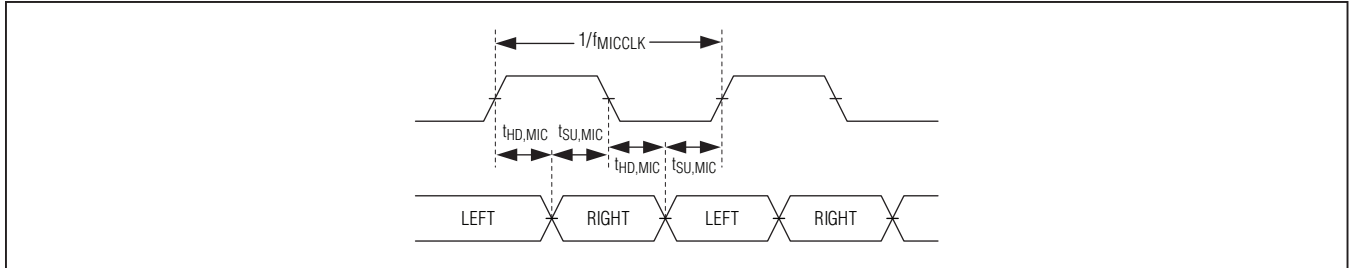 1/fMICCLK
tHD,MIC tSU,MIC
tHD,MIC tSU,MIC
LEFT RIGHT LEFT RIGHT